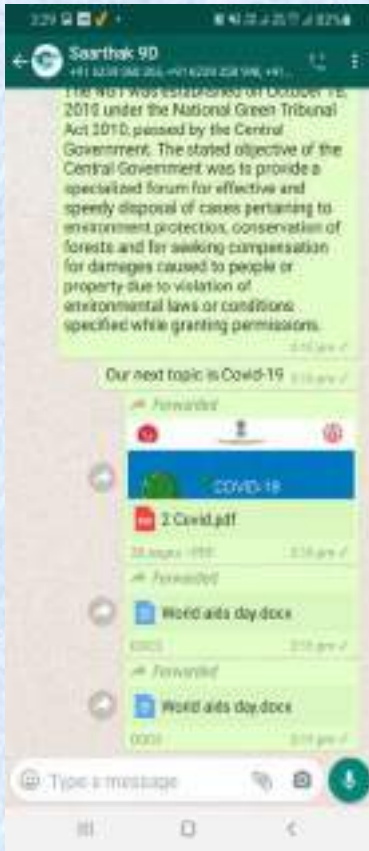 3:29
Saarthak 9D
The NGT was established on October 18,
2010 under the National Green Tribunal
Act 2010, passed by the Central
Government. The stated objective of the
Central Government was to provide a
specialized forum for effective and
speedy disposal of cases pertaining to
environment protection, conservation of
forests and for seeking compensation
for damages caused to people or
property due to violation of
environmental laws or conditions
specified while granting permissions.
Our next topic is Covid-19
Forwarded
COVID-19
2 Covid.pdf
Forwarded
World aids day.docx
DOCX
Forwarded
World aids day.docx
DOCX
Type a message